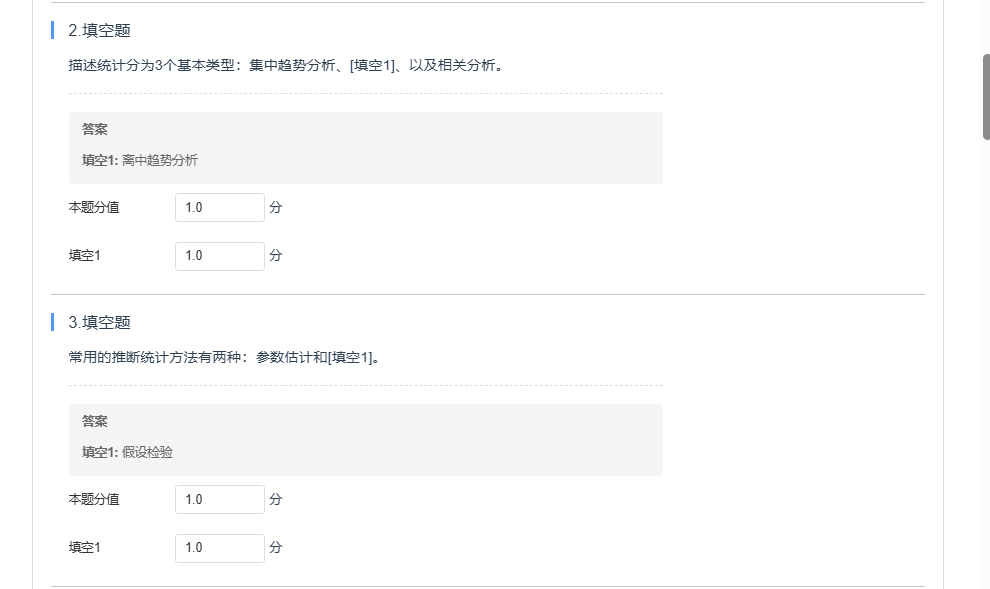 2.填空题
描述统计分为3个基本类型：集中趋势分析、[填空1]、以及相关分析。
答案
填空1: 离中趋势分析
本题分值 1.0 分
填空1 1.0 分
3.填空题
常用的推断统计方法有两种：参数估计和[填空1]。
答案
填空1: 假设检验
本题分值 1.0 分
填空1 1.0 分